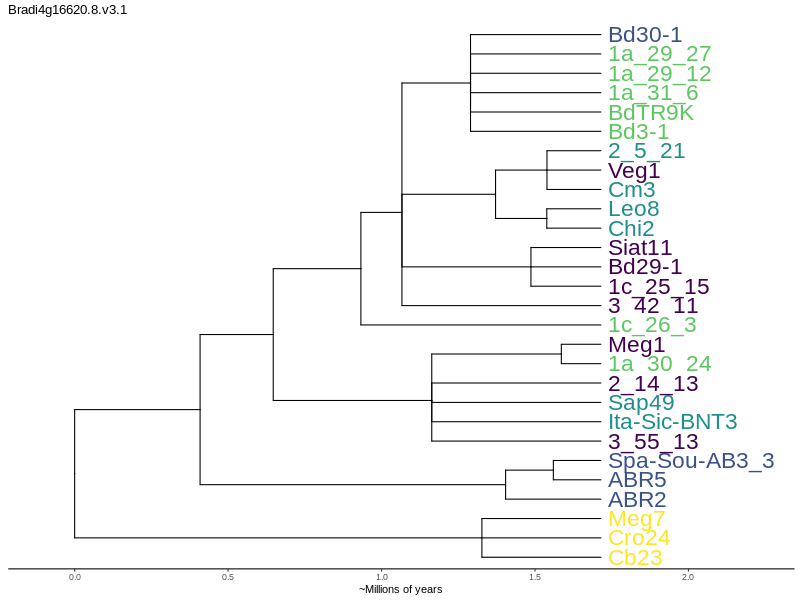 Bradi4g16620.8.v3.1
Bd30-1
1a_29_27
1a_29_12
1a_31_6
BdTR9K
Bd3-1
2_5_21
Veg1
Cm3
Leo8
Chi2
Siat11
Bd29-1
1c_25_15
3_42_11
1c_26_3
Meg1
1a_30_24
2_14_13
Sap49
Ita-Sic-BNT3
3_55_13
Spa-Sou-AB3_3
ABR5
ABR2
Meg7
Cro24
Cb23
0.0 0.5 1.0 1.5 2.0
~Millions of years